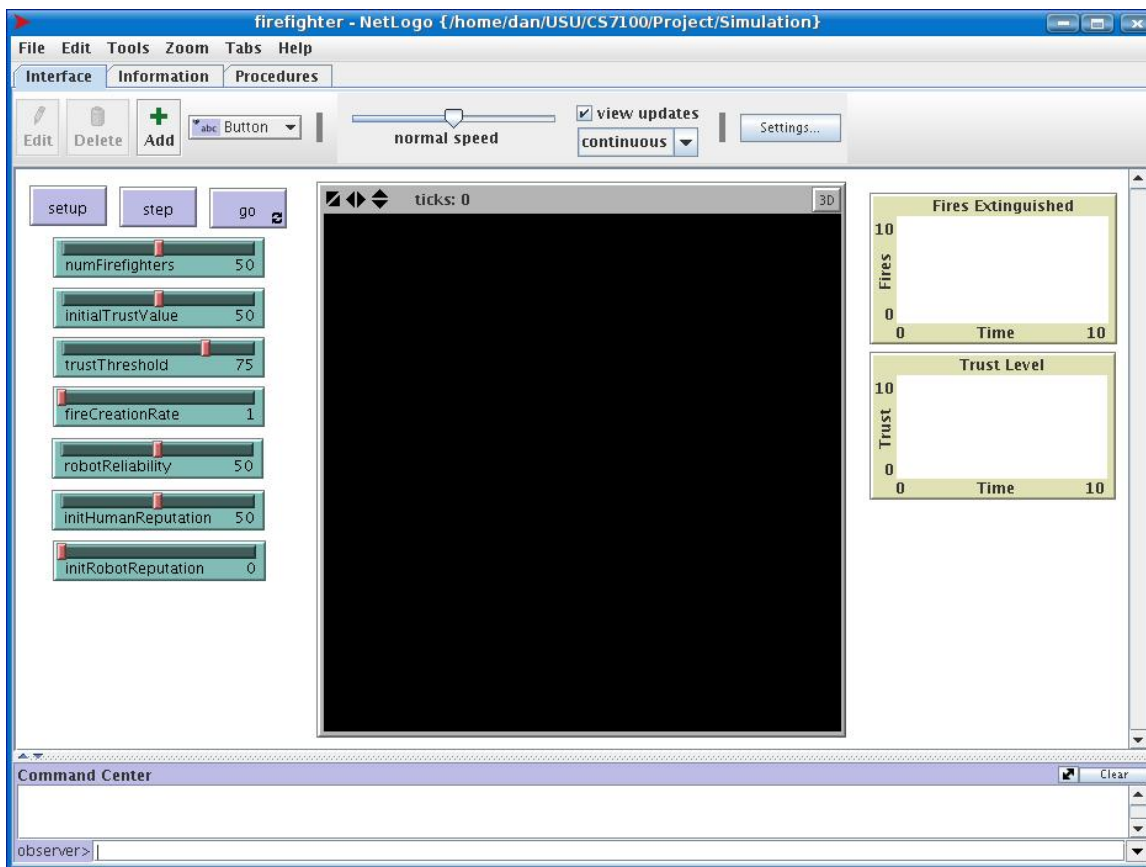 firefighter - NetLogo {/home/dan/USU/CS7100/Project/Simulation}
File Edit Tools Zoom Tabs Help
Interface Information Procedures
Edit Delete Add abc Button normal speed view updates continuous Settings...
setup step go
numFirefighters 50
initialTrustValue 50
trustThreshold 75
fireCreationRate 1
robotReliability 50
initHumanReputation 50
initRobotReputation 0
ticks: 0 3D
Fires Extinguished
10
Fires
0
0 Time 10
Trust Level
10
Trust
0
0 Time 10
Command Center Clear
observer>